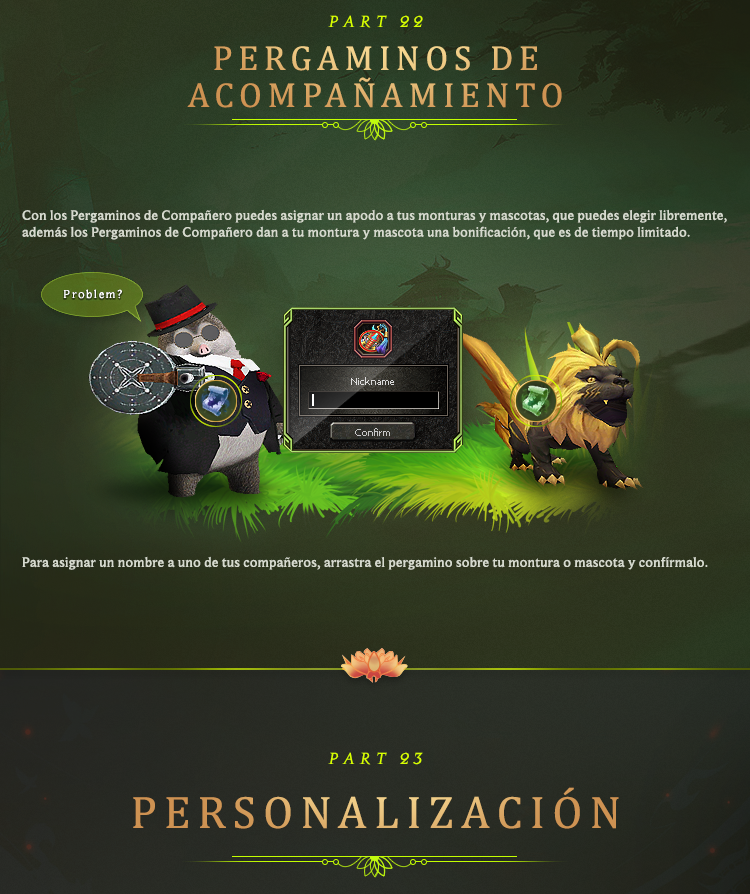 PART 22
PERGAMINOS DE
ACOMPAÑAMIENTO
Con los Pergaminos de Compañero puedes asignar un apodo a tus monturas y mascotas, que puedes elegir libremente,
además los Pergaminos de Compañero dan a tu montura y mascota una bonificación, que es de tiempo limitado.
Problem?
Nickname
Confirm
Para asignar un nombre a uno de tus compañeros, arrastra el pergamino sobre tu montura o mascota y confírmalo.
PART 23
PERSONALIZACIÓN